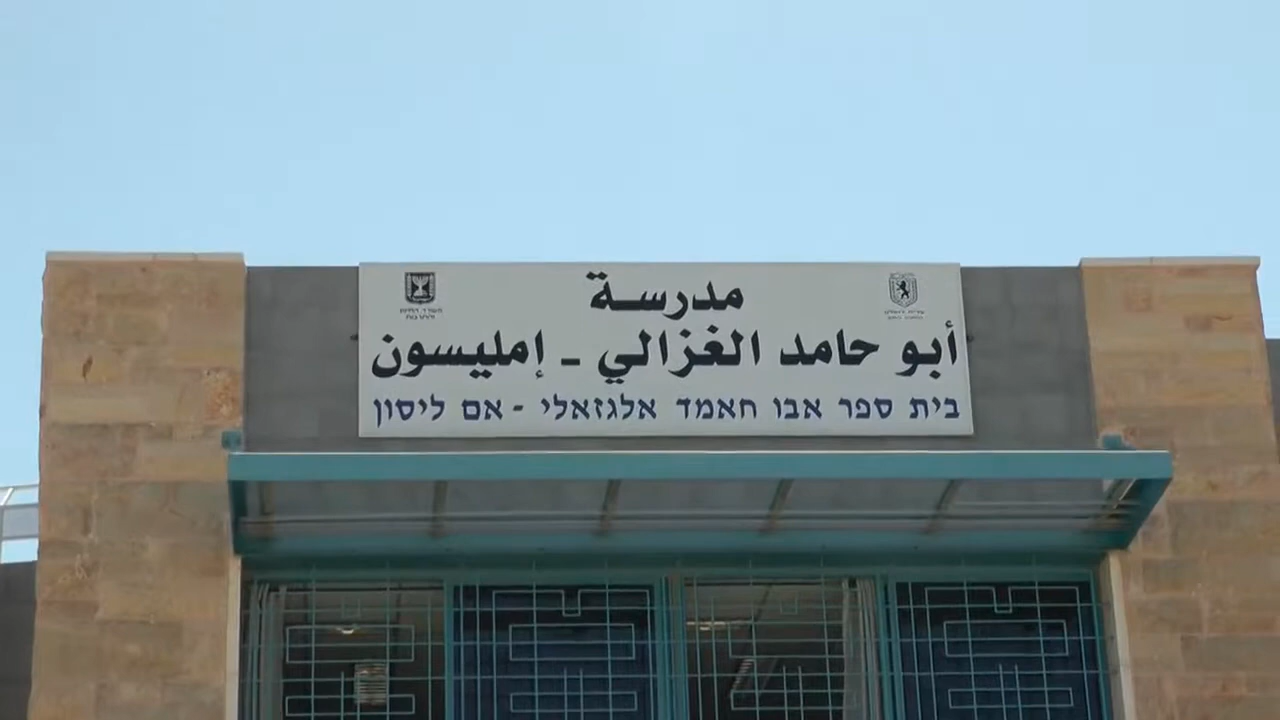 مدرسة
أبو حامد الغزالي - إمليسون
בית ספר אבו חאמד אלגזאלי - אם ליסון